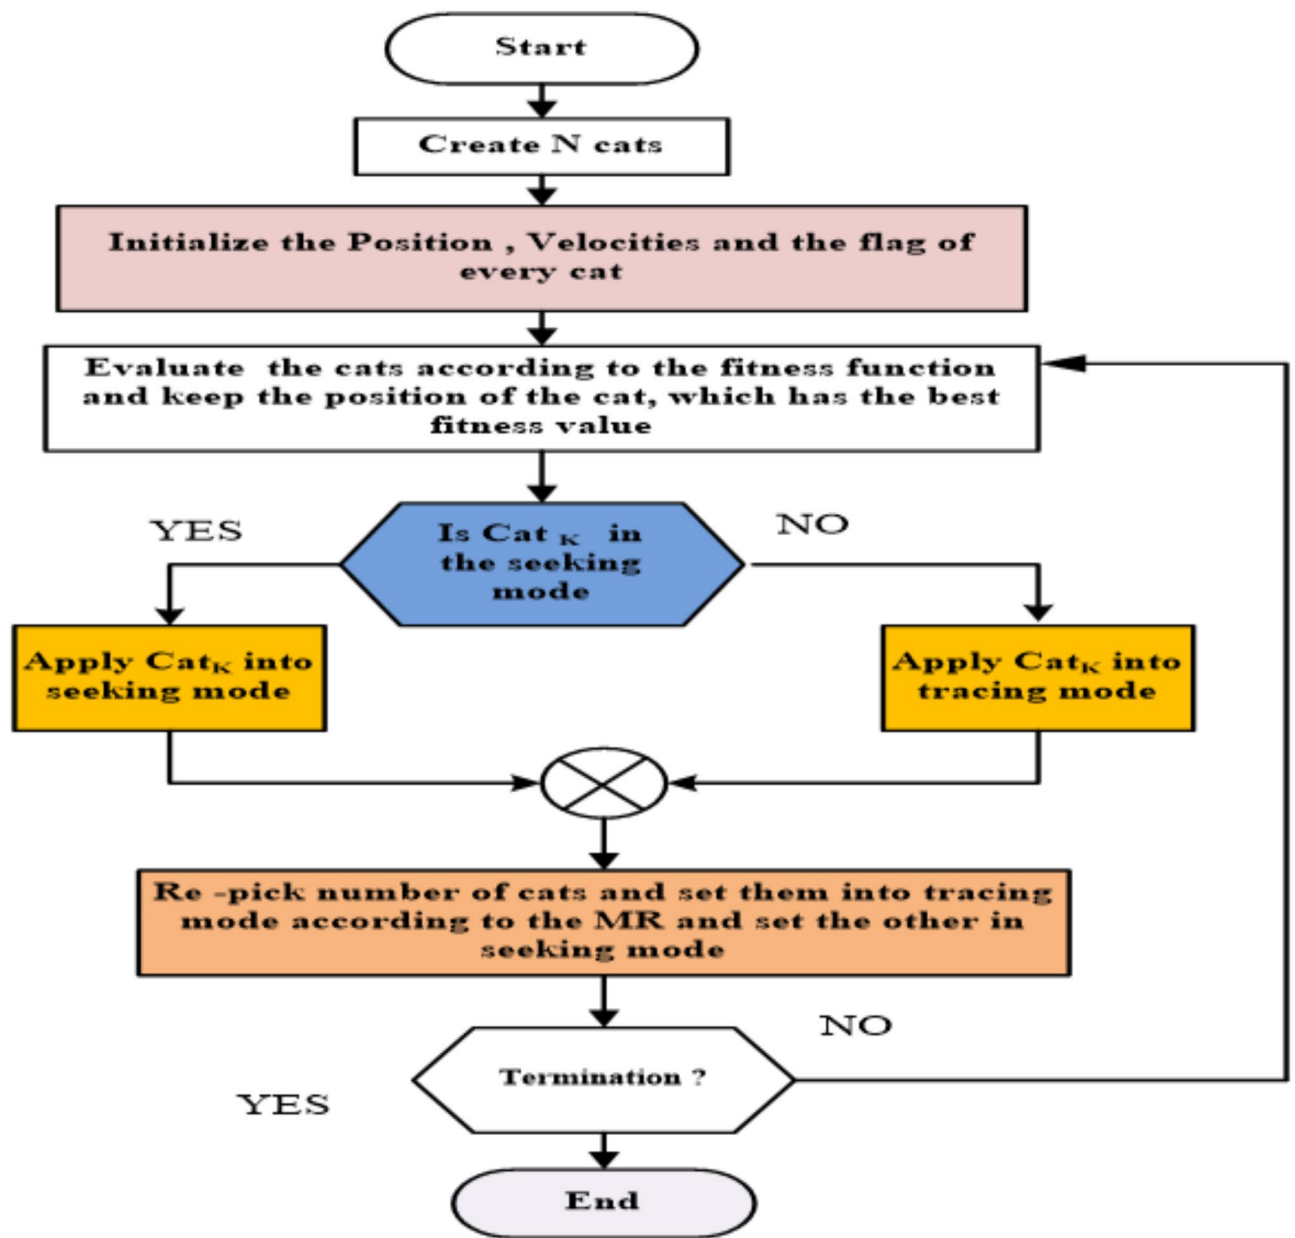 Start
Create N cats
Initialize the Position , Velocities and the flag of
every cat
Evaluate the cats according to the fitness function
and keep the position of the cat, which has the best
fitness value
YES
Is Cat K in
the seeking
mode
NO
Apply CatK into
seeking mode
Apply CatK into
tracing mode
Re -pick number of cats and set them into tracing
mode according to the MR and set the other in
seeking mode
NO
Termination ?
YES
End